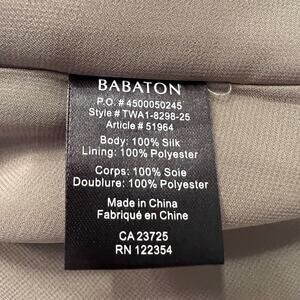 BABATON
P.O. # 4500050245
Style # TWA1-8298-25
Article # 51964
Body: 100% Silk
Lining: 100% Polyester
Corps: 100% Soie
Doublure: 100% Polyester
Made in China
Fabriqué en Chine
CA 23725
RN 122354